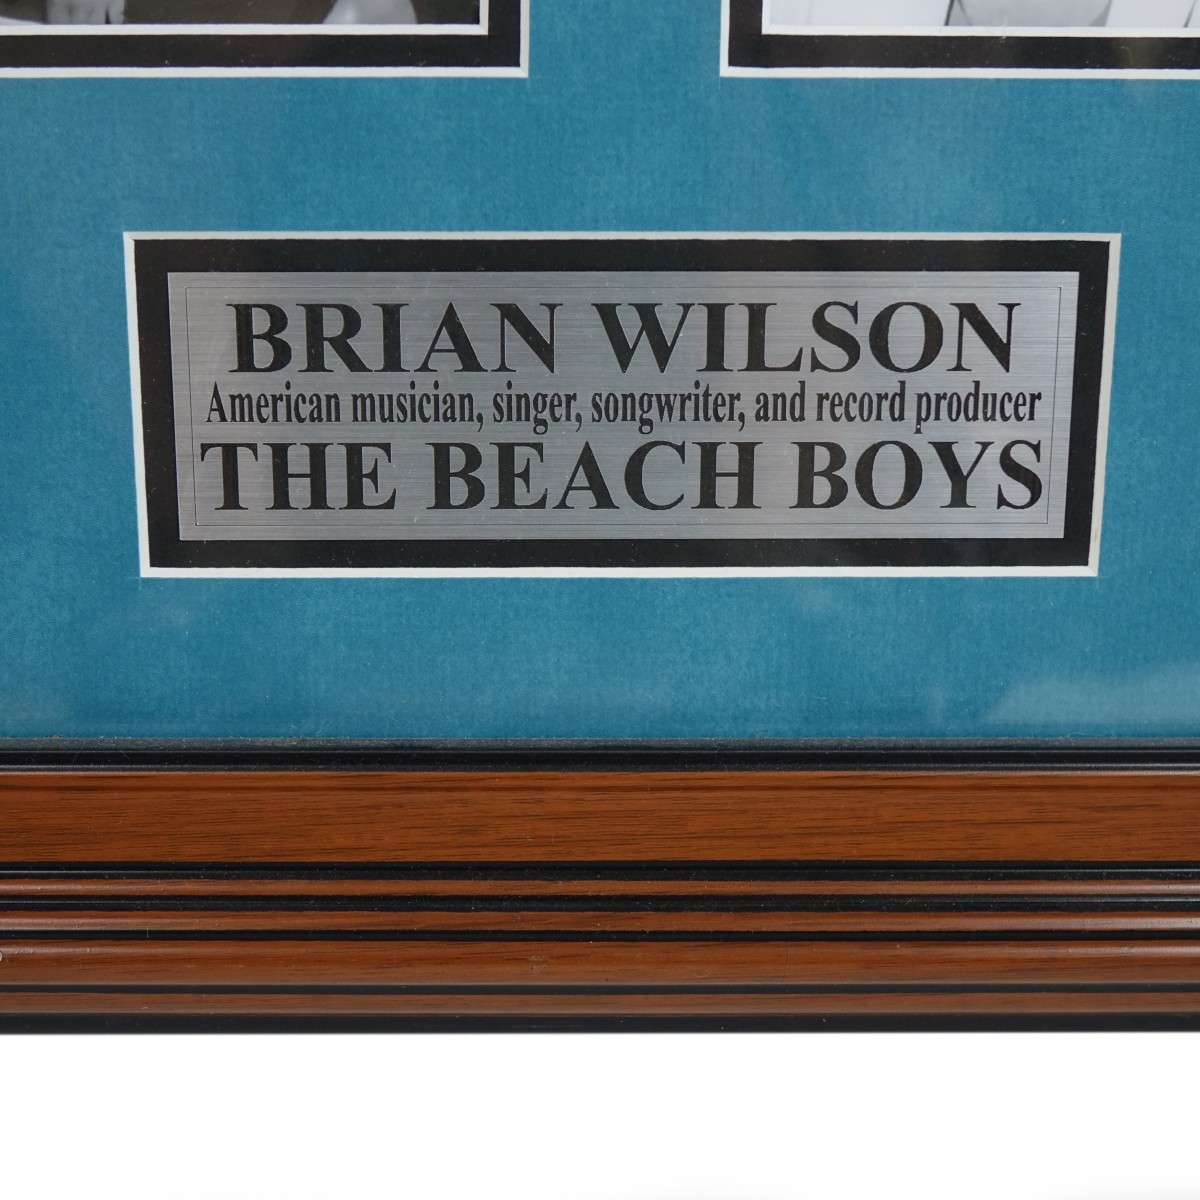 BRIAN WILSON
American musician, singer, songwriter, and record producer
THE BEACH BOYS